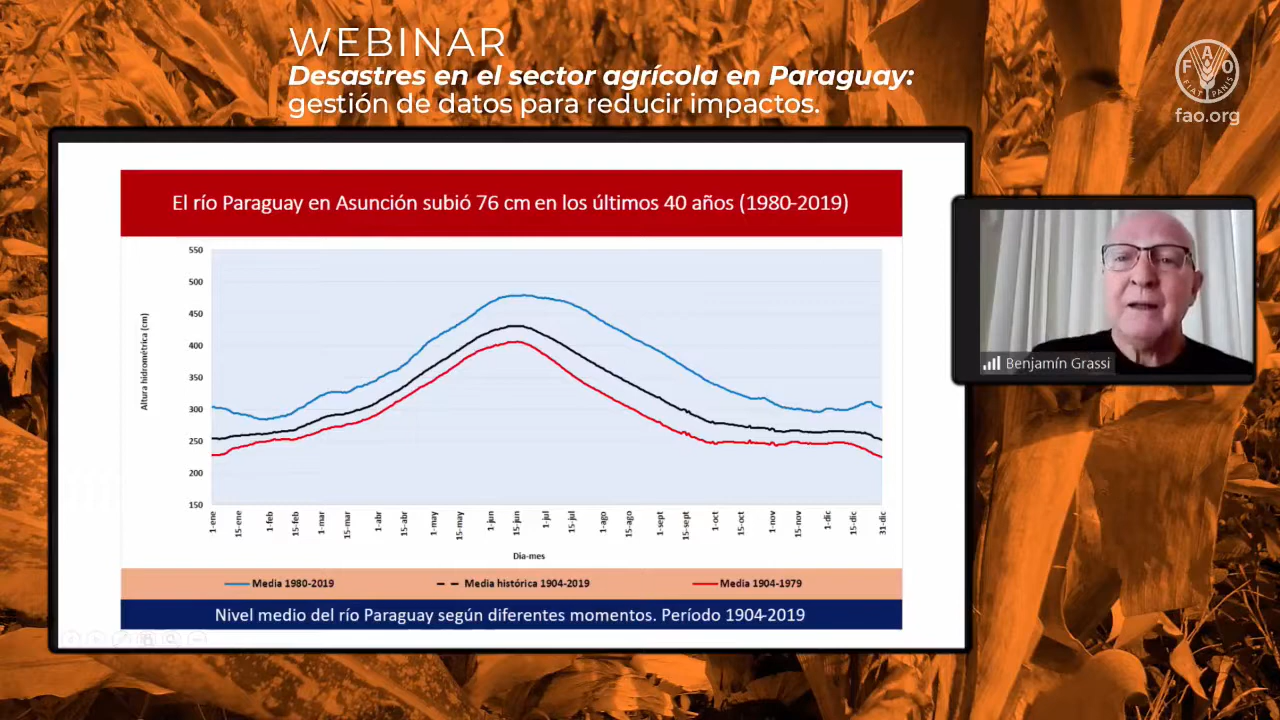 WEBINAR
Desastres en el sector agrícola en Paraguay:
gestión de datos para reducir impactos.
F A O
FIAT PANIS
fao.org
El río Paraguay en Asunción subió 76 cm en los últimos 40 años (1980-2019)
Altura hidrométrica (cm)
550
500
450
400
350
300
250
200
150
1-ene
15-ene
1-feb
15-feb
1-mar
15-mar
1-abr
15-abr
1-may
15-may
1-jun
15-jun
1-jul
15-jul
1-ago
15-ago
1-sept
15-sept
1-oct
15-oct
1-nov
15-nov
1-dic
15-dic
31-dic
Dia-mes
Media 1980-2019
Media histórica 1904-2019
Media 1904-1979
Nivel medio del río Paraguay según diferentes momentos. Período 1904-2019
Benjamín Grassi